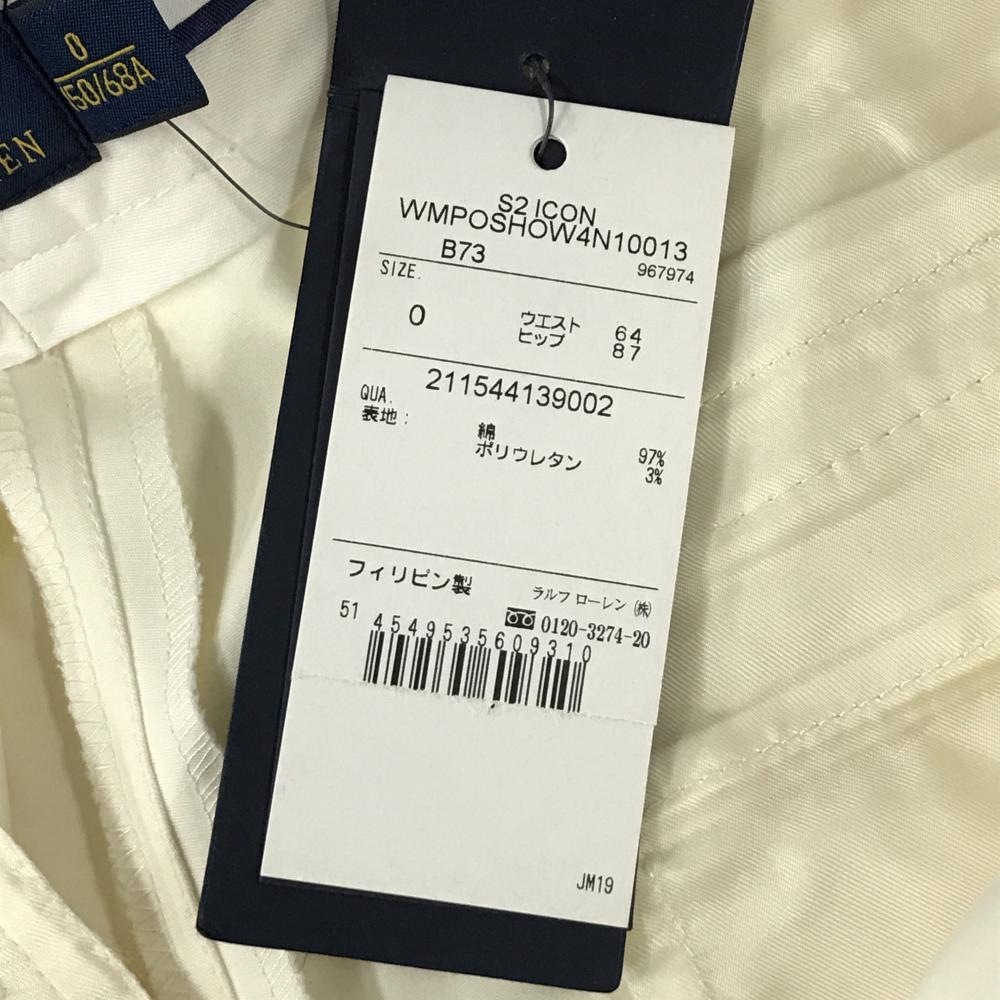 0
150/68A
EN
S2 ICON
WMPOSHOW4N10013
B73
967974
SIZE.
0
ウエスト 64
ヒップ 87
211544139002
QUA.
表地:
綿 97%
ポリウレタン 3%
フィリピン製
ラルフ ローレン(株)
0120-3274-20
51
4549535609310
JM19